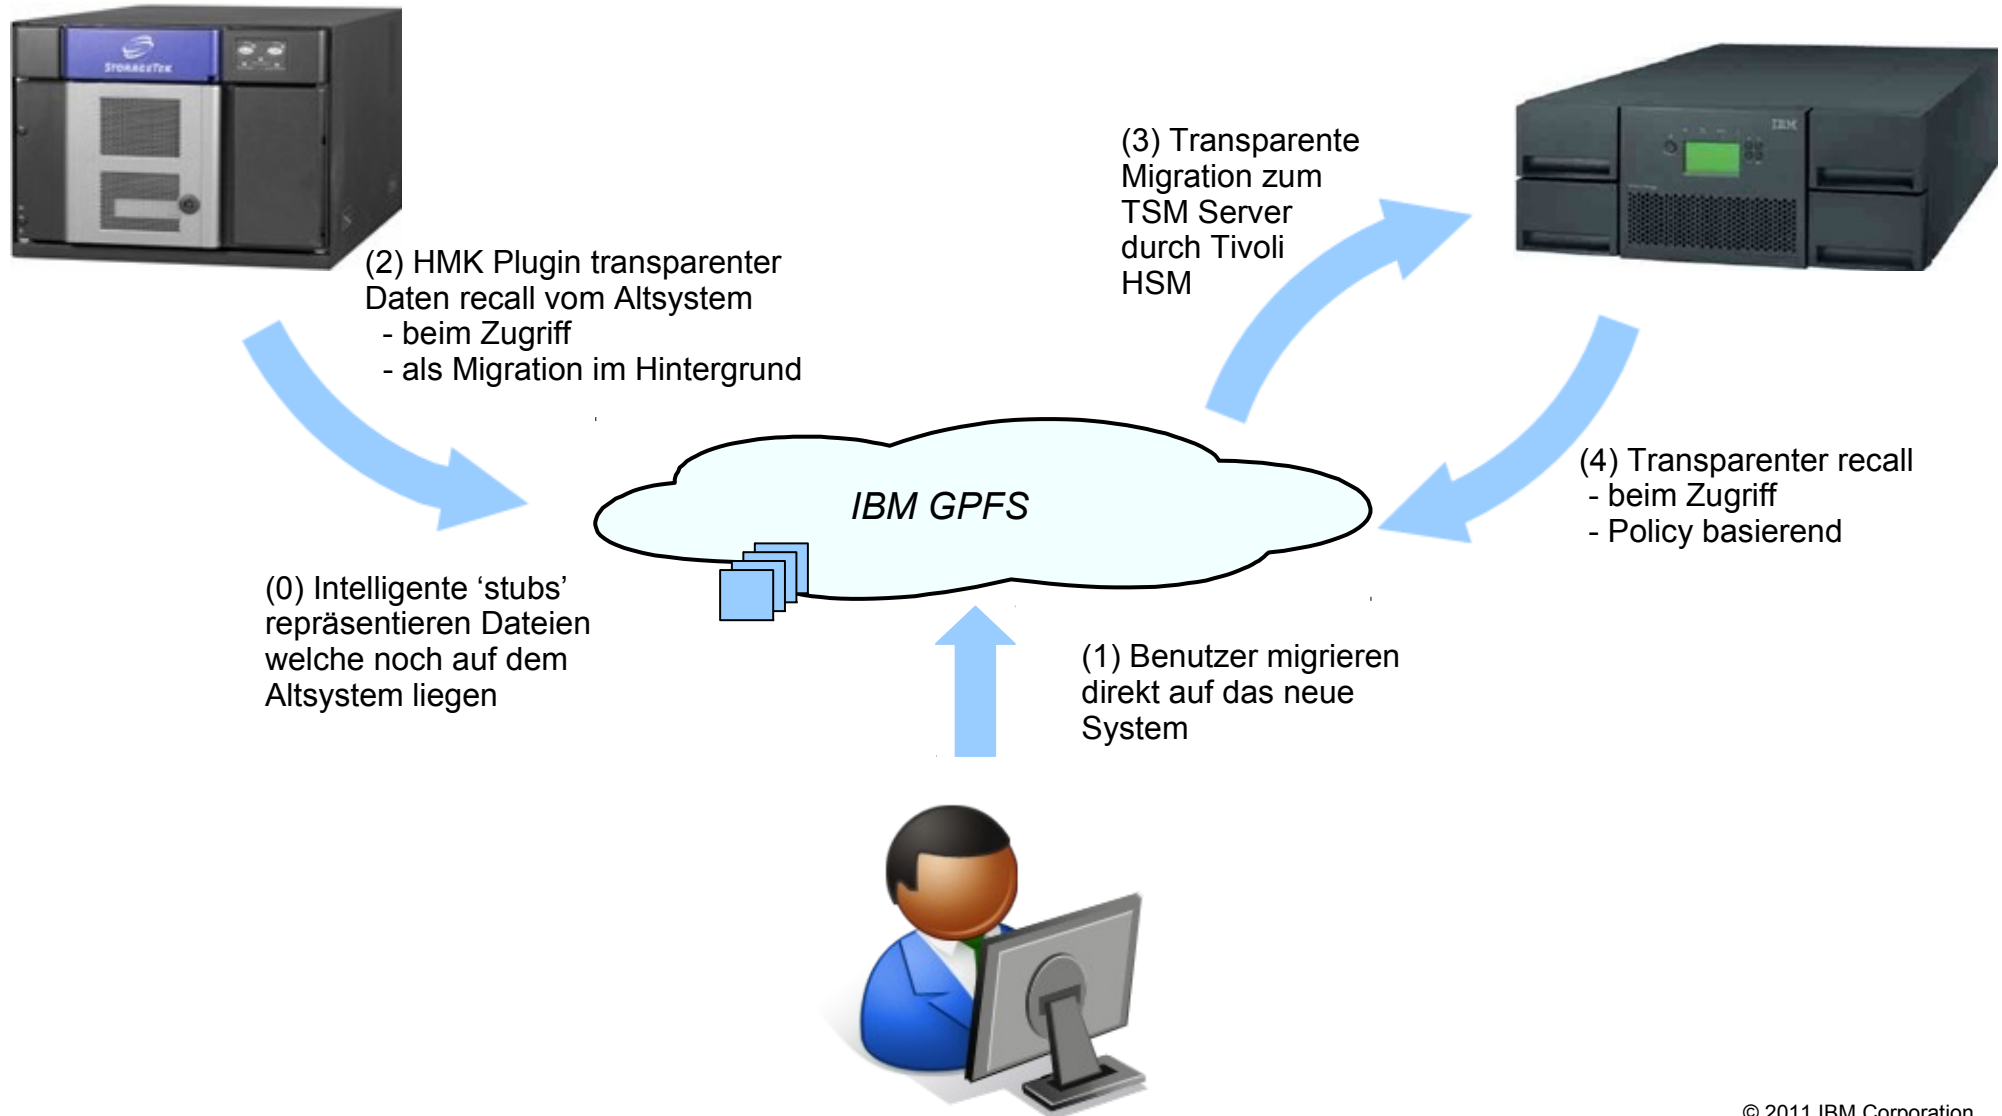 STORAGETEK
IBM
(3) Transparente
Migration zum
TSM Server
durch Tivoli
HSM
(2) HMK Plugin transparenter
Daten recall vom Altsystem
- beim Zugriff
- als Migration im Hintergrund
(4) Transparenter recall
- beim Zugriff
- Policy basierend
IBM GPFS
(0) Intelligente ‘stubs’
repräsentieren Dateien
welche noch auf dem
Altsystem liegen
(1) Benutzer migrieren
direkt auf das neue
System
© 2011 IBM Corporation